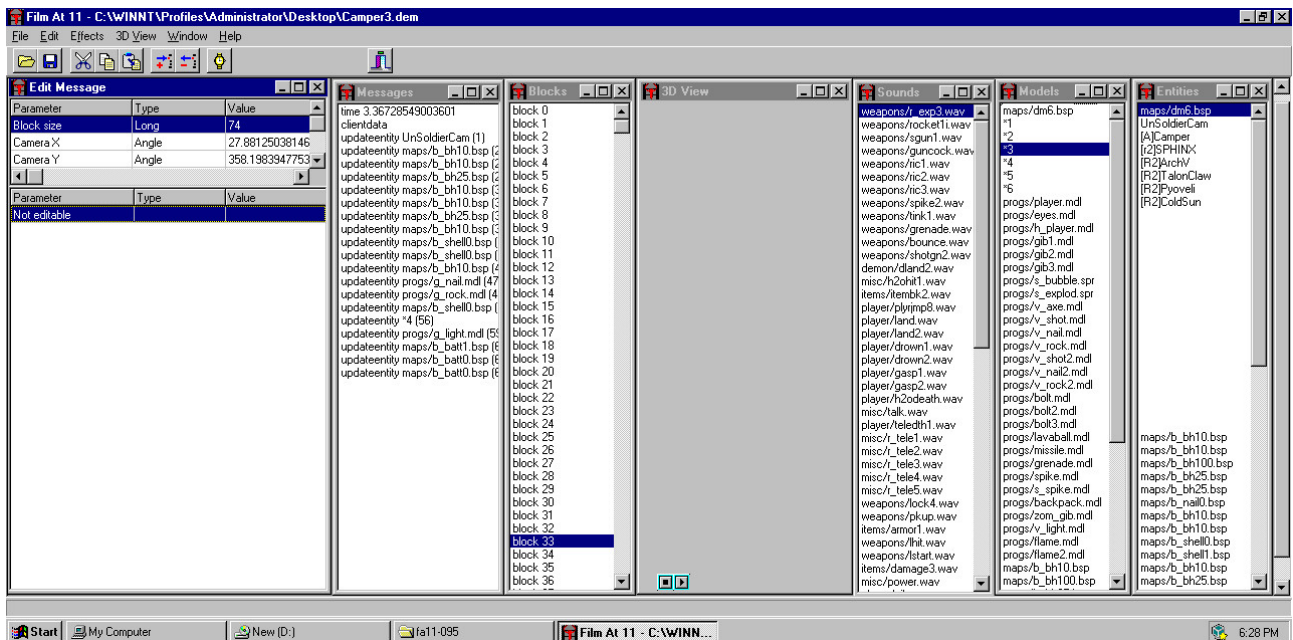 Film At 11 - C:\WINNT\Profiles\Administrator\Desktop\Camper3.dem
File Edit Effects 3D View Window Help
Edit Message
Parameter Type Value
Block size Long 74
Camera X Angle 27.88125038146
Camera Y Angle 358.1983947753
Parameter Type Value
Not editable
Messages
time 3.36728549003601
clientdata
updateentity UnSoldierCam (1)
updateentity maps/b_bh10.bsp (2
updateentity maps/b_bh10.bsp (2
updateentity maps/b_bh25.bsp (2
updateentity maps/b_bh10.bsp (3
updateentity maps/b_bh10.bsp (3
updateentity maps/b_bh25.bsp (3
updateentity maps/b_bh10.bsp (3
updateentity maps/b_shell0.bsp (
updateentity maps/b_shell0.bsp (
updateentity maps/b_bh10.bsp (4
updateentity progs/g_nail.mdl (47
updateentity progs/g_rock.mdl (4
updateentity maps/b_shell0.bsp (
updateentity *4 (56)
updateentity progs/g_light.mdl (59
updateentity maps/b_batt1.bsp (6
updateentity maps/b_batt0.bsp (6
updateentity maps/b_batt0.bsp (6
Blocks
block 0
block 1
block 2
block 3
block 4
block 5
block 6
block 7
block 8
block 9
block 10
block 11
block 12
block 13
block 14
block 15
block 16
block 17
block 18
block 19
block 20
block 21
block 22
block 23
block 24
block 25
block 26
block 27
block 28
block 29
block 30
block 31
block 32
block 33
block 34
block 35
block 36
3D View
Sounds
weapons/r_exp3.wav
weapons/rocket1i.wav
weapons/sgun1.wav
weapons/guncock.wav
weapons/ric1.wav
weapons/ric2.wav
weapons/ric3.wav
weapons/spike2.wav
weapons/tink1.wav
weapons/grenade.wav
weapons/bounce.wav
weapons/shotgn2.wav
demon/dland2.wav
misc/h2ohit1.wav
items/itembk2.wav
player/plyrjmp8.wav
player/land.wav
player/land2.wav
player/drown1.wav
player/drown2.wav
player/gasp1.wav
player/gasp2.wav
player/h2odeath.wav
misc/talk.wav
player/teledth1.wav
misc/r_tele1.wav
misc/r_tele2.wav
misc/r_tele3.wav
misc/r_tele4.wav
misc/r_tele5.wav
weapons/lock4.wav
weapons/pkup.wav
items/armor1.wav
weapons/lhit.wav
weapons/lstart.wav
items/damage3.wav
misc/power.wav
Models
maps/dm6.bsp
*1
*2
*3
*4
*5
*6
progs/player.mdl
progs/eyes.mdl
progs/h_player.mdl
progs/gib1.mdl
progs/gib2.mdl
progs/gib3.mdl
progs/s_bubble.spr
progs/s_explod.spr
progs/v_axe.mdl
progs/v_shot.mdl
progs/v_nail.mdl
progs/v_rock.mdl
progs/v_shot2.mdl
progs/v_nail2.mdl
progs/v_rock2.mdl
progs/bolt.mdl
progs/bolt2.mdl
progs/bolt3.mdl
progs/lavaball.mdl
progs/missile.mdl
progs/grenade.mdl
progs/spike.mdl
progs/s_spike.mdl
progs/backpack.mdl
progs/zom_gib.mdl
progs/v_light.mdl
progs/flame.mdl
progs/flame2.mdl
maps/b_bh10.bsp
maps/b_bh100.bsp
Entities
maps/dm6.bsp
UnSoldierCam
[A]Camper
[r2]SPHINX
[R2]ArchV
[R2]TalonClaw
[R2]Pyoveli
[R2]ColdSun
maps/b_bh10.bsp
maps/b_bh10.bsp
maps/b_bh100.bsp
maps/b_bh25.bsp
maps/b_bh25.bsp
maps/b_nail0.bsp
maps/b_bh10.bsp
maps/b_bh10.bsp
maps/b_shell0.bsp
maps/b_shell1.bsp
maps/b_bh10.bsp
maps/b_bh25.bsp
Start My Computer New (D:) fa11-095 Film At 11 - C:\WINN... 6:28 PM